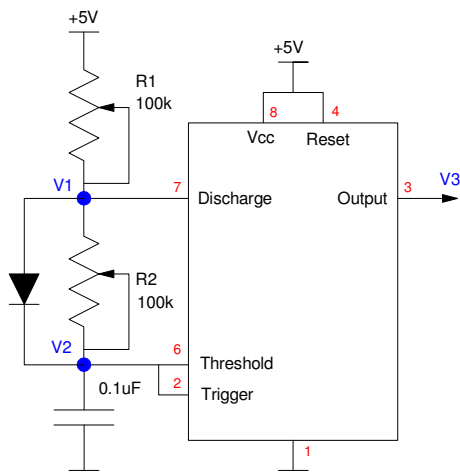 +5V
R1
100k
+5V
8
4
Vcc
Reset
V1
7
Discharge
Output
3
V3
R2
100k
V2
6
Threshold
0.1uF
2
Trigger
1